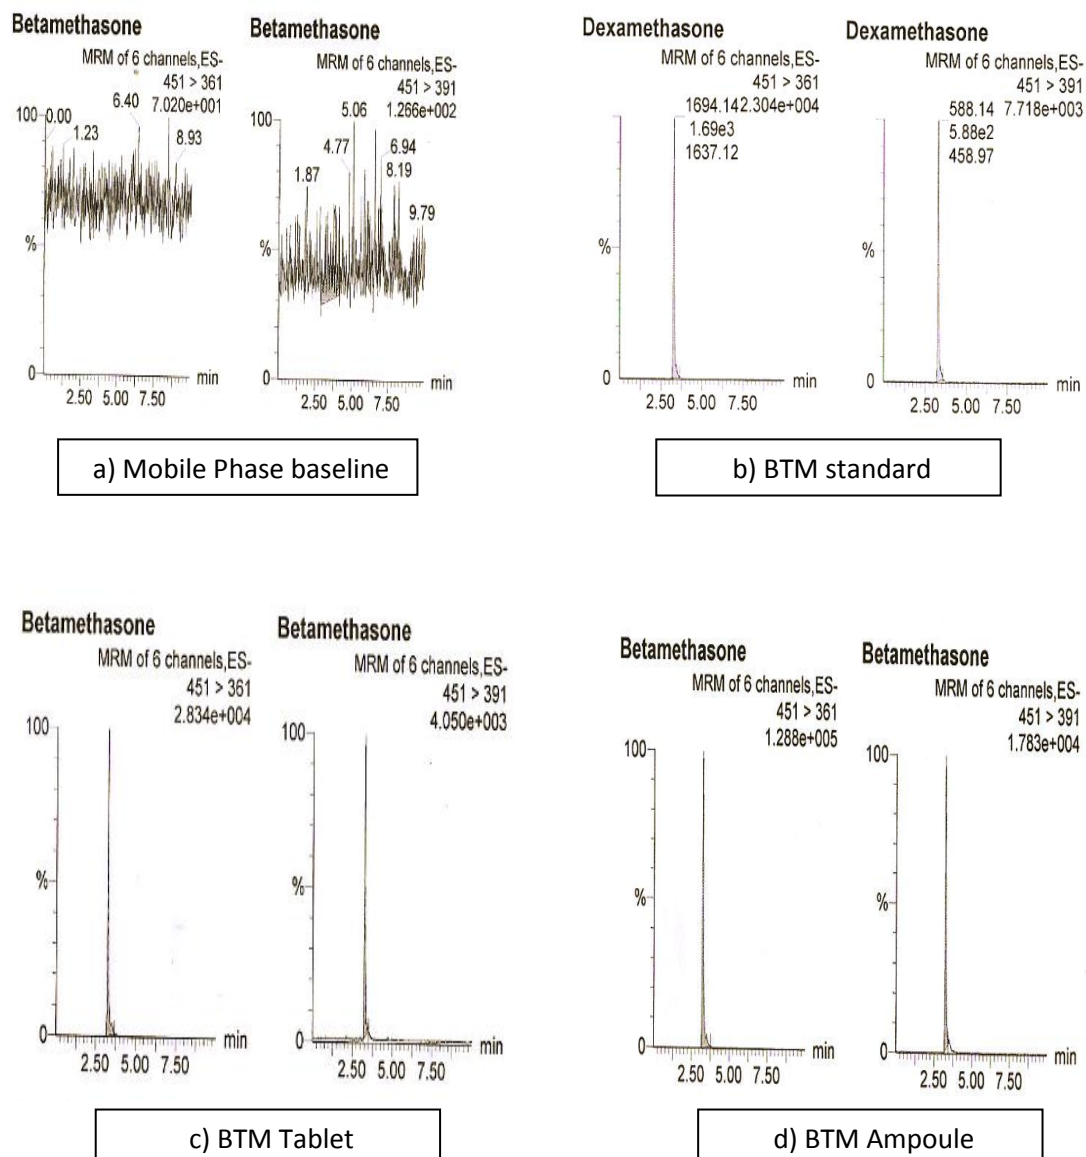 Betamethasone
MRM of 6 channels,ES-
451 > 361
7.020e+001
100
0.00
1.23
6.40
8.93
%
0
min
2.50 5.00 7.50
Betamethasone
MRM of 6 channels,ES-
451 > 391
1.266e+002
100
1.87
4.77
5.06
6.94
8.19
9.79
%
0
min
2.50 5.00 7.50
a) Mobile Phase baseline
Dexamethasone
MRM of 6 channels,ES-
451 > 361
1694.14 2.304e+004
1.69e3
1637.12
%
0
min
2.50 5.00 7.50
Dexamethasone
MRM of 6 channels,ES-
451 > 391
588.14 7.718e+003
5.88e2
458.97
%
0
min
2.50 5.00 7.50
b) BTM standard
Betamethasone
MRM of 6 channels,ES-
451 > 361
2.834e+004
100
%
0
min
2.50 5.00 7.50
Betamethasone
MRM of 6 channels,ES-
451 > 391
4.050e+003
100
%
0
min
2.50 5.00 7.50
c) BTM Tablet
Betamethasone
MRM of 6 channels,ES-
451 > 361
1.288e+005
100
%
0
min
2.50 5.00 7.50
Betamethasone
MRM of 6 channels,ES-
451 > 391
1.783e+004
100
%
0
min
2.50 5.00 7.50
d) BTM Ampoule